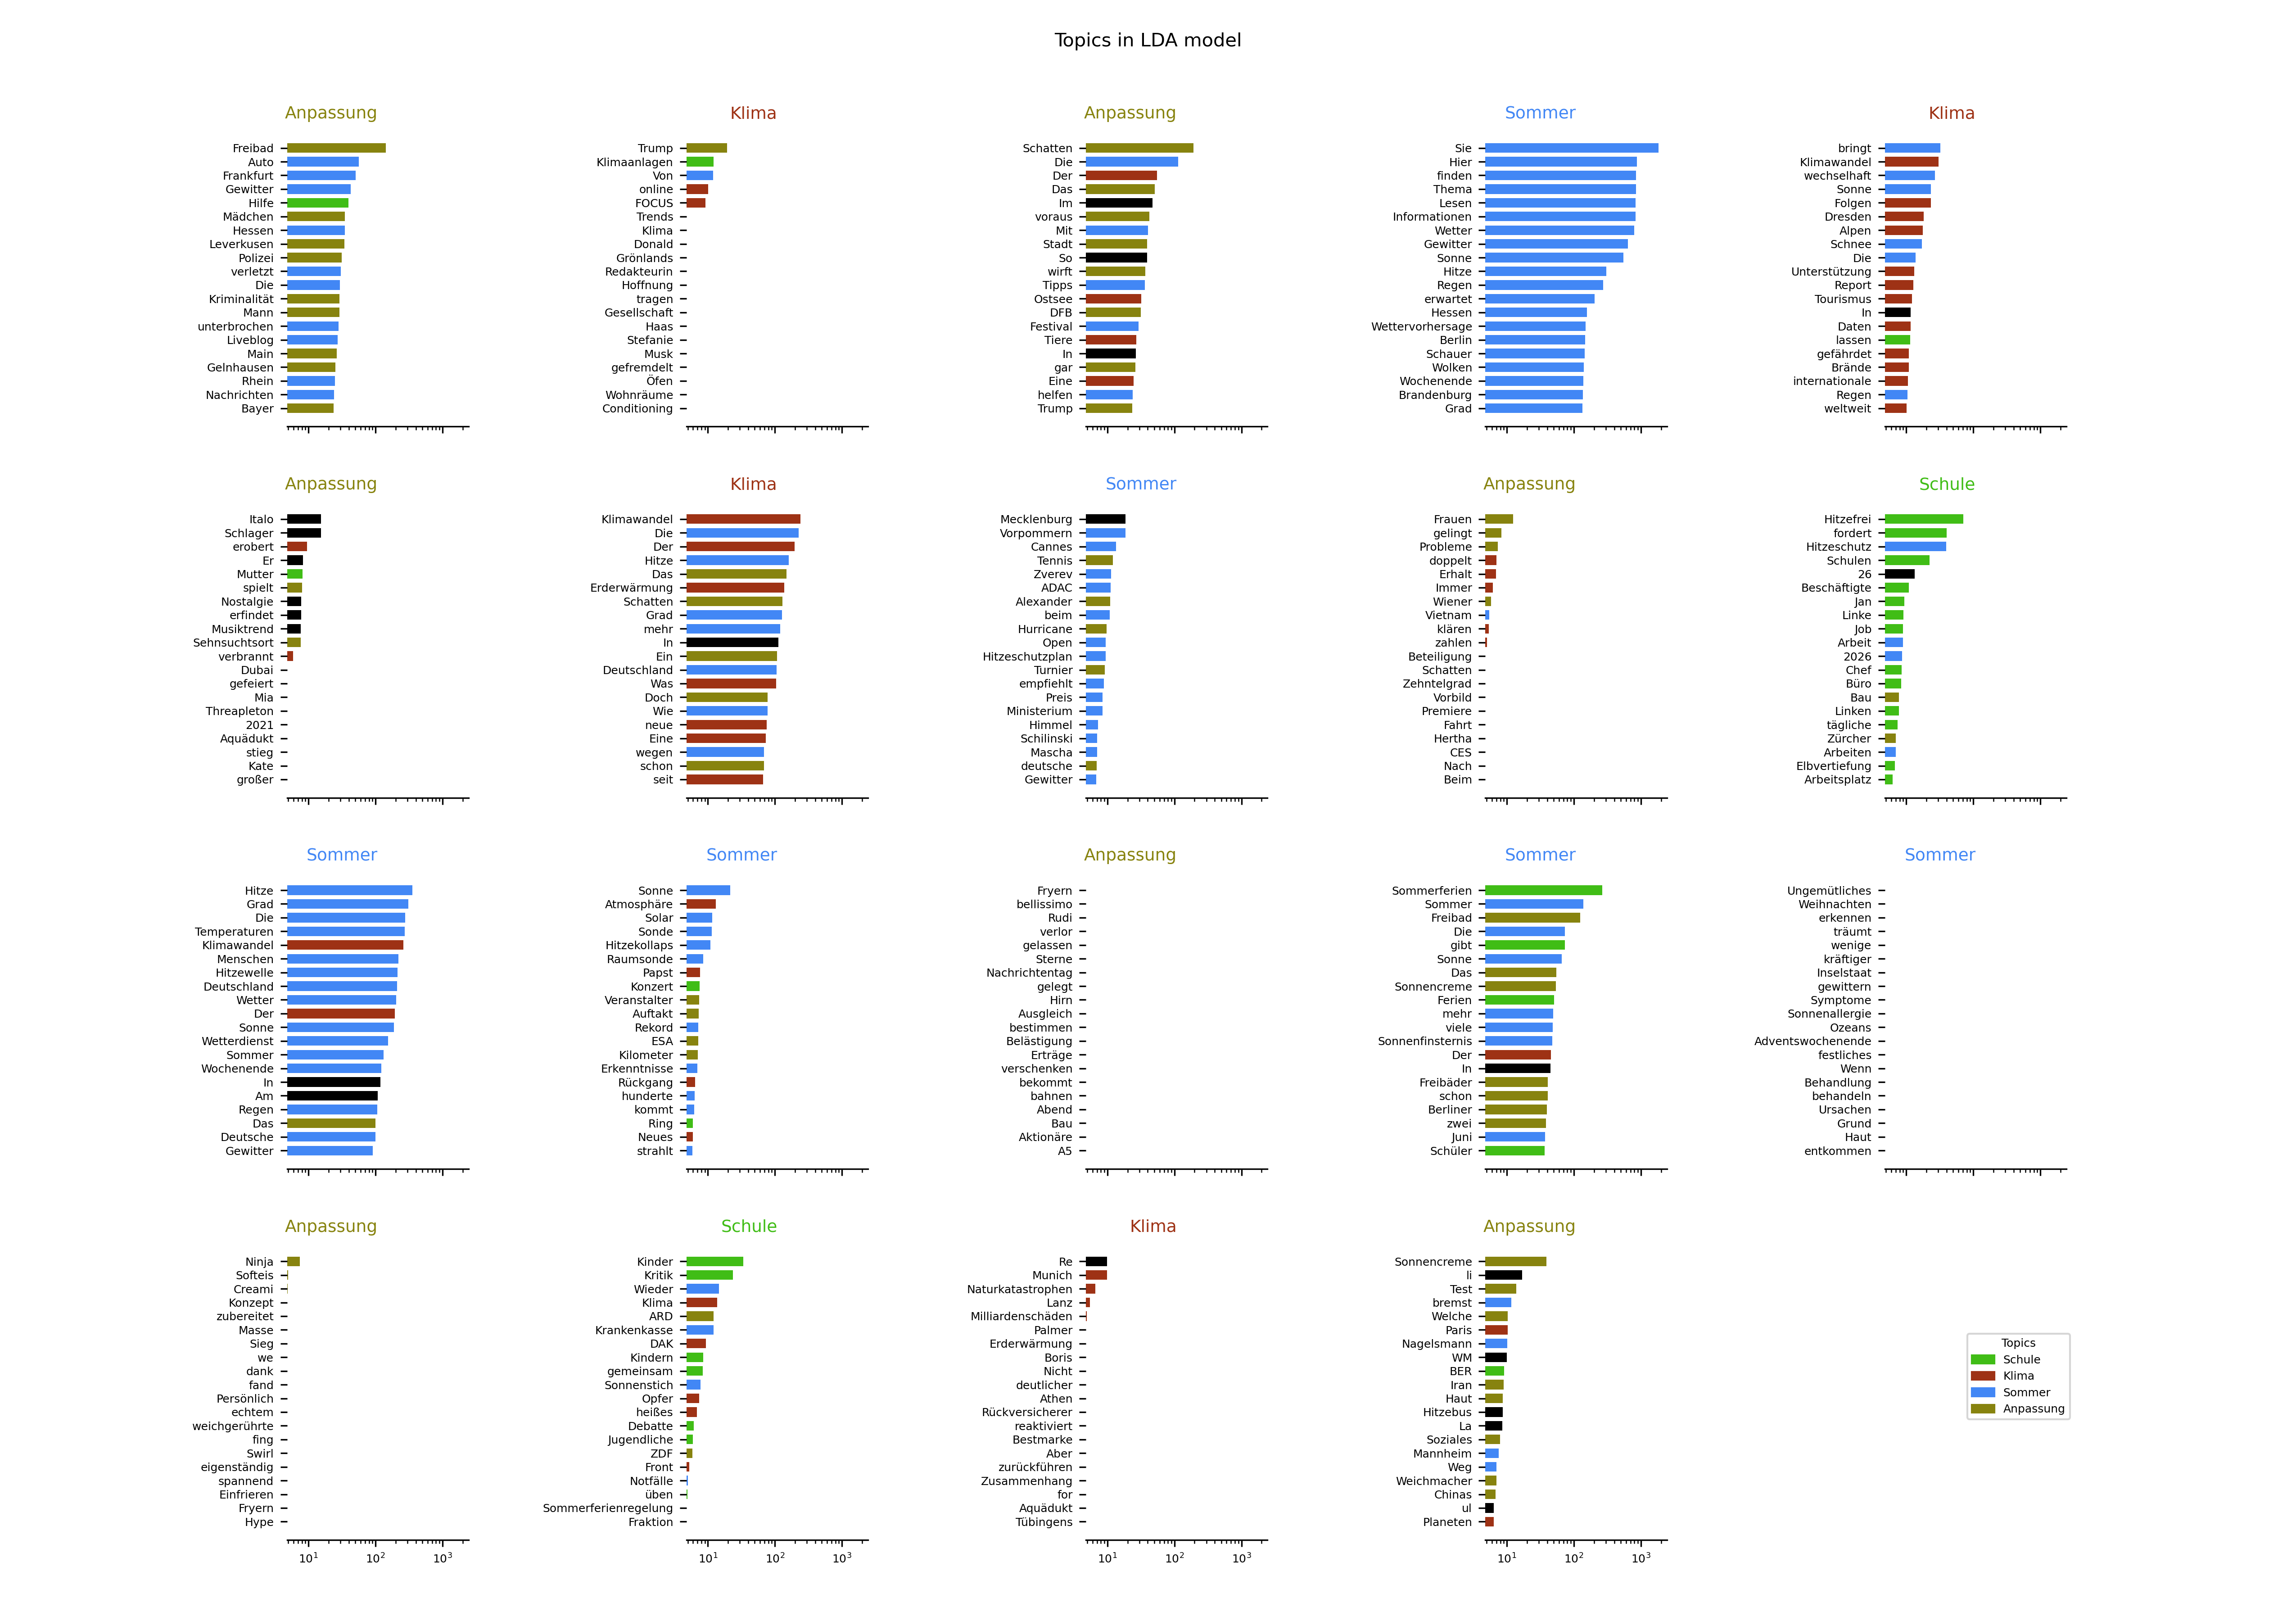 Topics in LDA model
Anpassung
Freibad
Auto
Frankfurt
Gewitter
Hilfe
Mädchen
Hessen
Leverkusen
Polizei
verletzt
Die
Kriminalität
Mann
unterbrochen
Liveblog
Main
Gelnhausen
Rhein
Nachrichten
Bayer
Klima
Trump
Klimaanlagen
Von
online
FOCUS
Trends
Klima
Donald
Grönlands
Redakteurin
Hoffnung
tragen
Gesellschaft
Haas
Stefanie
Musk
gefremdelt
Öfen
Wohnräume
Conditioning
Anpassung
Schatten
Die
Der
Das
Im
voraus
Mit
Stadt
So
wirft
Tipps
Ostsee
DFB
Festival
Tiere
In
gar
Eine
helfen
Trump
Sommer
Sie
Hier
finden
Thema
Lesen
Informationen
Wetter
Gewitter
Sonne
Hitze
Regen
erwartet
Hessen
Wettervorhersage
Berlin
Schauer
Wolken
Wochenende
Brandenburg
Grad
Klima
bringt
Klimawandel
wechselhaft
Sonne
Folgen
Dresden
Alpen
Schnee
Die
Unterstützung
Report
Tourismus
In
Daten
lassen
gefährdet
Brände
internationale
Regen
weltweit
Anpassung
Italo
Schlager
erobert
Er
Mutter
spielt
Nostalgie
erfindet
Musiktrend
Sehnsuchtsort
verbrannt
Dubai
gefeiert
Mia
Threapleton
2021
Aquädukt
stieg
Kate
großer
Klima
Klimawandel
Die
Der
Hitze
Das
Erderwärmung
Schatten
Grad
mehr
In
Ein
Deutschland
Was
Doch
Wie
neue
Eine
wegen
schon
seit
Sommer
Mecklenburg
Vorpommern
Cannes
Tennis
Zverev
ADAC
Alexander
beim
Hurricane
Open
Hitzeschutzplan
Turnier
empfiehlt
Preis
Ministerium
Himmel
Schilinski
Mascha
deutsche
Gewitter
Anpassung
Frauen
gelingt
Probleme
doppelt
Erhalt
Immer
Wiener
Vietnam
klären
zahlen
Beteiligung
Schatten
Zehntelgrad
Vorbild
Premiere
Fahrt
Hertha
CES
Nach
Beim
Schule
Hitzefrei
fordert
Hitzeschutz
Schulen
26
Beschäftigte
Jan
Linke
Job
Arbeit
2026
Chef
Büro
Bau
Linken
tägliche
Zürcher
Arbeiten
Elbvertiefung
Arbeitsplatz
Sommer
Hitze
Grad
Die
Temperaturen
Klimawandel
Menschen
Hitzewelle
Deutschland
Wetter
Der
Sonne
Wetterdienst
Sommer
Wochenende
In
Am
Regen
Das
Deutsche
Gewitter
Sommer
Sonne
Atmosphäre
Solar
Sonde
Hitzekollaps
Raumsonde
Papst
Konzert
Veranstalter
Auftakt
Rekord
ESA
Kilometer
Erkenntnisse
Rückgang
hunderte
kommt
Ring
Neues
strahlt
Anpassung
Fryern
bellissimo
Rudi
verlor
gelassen
Sterne
Nachrichtentag
gelegt
Hirn
Ausgleich
bestimmen
Belästigung
Erträge
verschenken
bekommt
bahnen
Abend
Bau
Aktionäre
A5
Sommer
Sommerferien
Sommer
Freibad
Die
gibt
Sonne
Das
Sonnencreme
Ferien
mehr
viele
Sonnenfinsternis
Der
In
Freibäder
schon
Berliner
zwei
Juni
Schüler
Sommer
Ungemütliches
Weihnachten
erkennen
träumt
wenige
kräftiger
Inselstaat
gewittern
Symptome
Sonnenallergie
Ozeans
Adventswochenende
festliches
Wenn
Behandlung
behandeln
Ursachen
Grund
Haut
entkommen
Anpassung
Ninja
Softeis
Creami
Konzept
zubereitet
Masse
Sieg
we
dank
fand
Persönlich
echtem
weichgerührte
fing
Swirl
eigenständig
spannend
Einfrieren
Fryern
Hype
10¹ 10² 10³
Schule
Kinder
Kritik
Wieder
Klima
ARD
Krankenkasse
DAK
Kindern
gemeinsam
Sonnenstich
Opfer
heißes
Debatte
Jugendliche
ZDF
Front
Notfälle
üben
Sommerferienregelung
Fraktion
10¹ 10² 10³
Klima
Re
Munich
Naturkatastrophen
Lanz
Milliardenschäden
Palmer
Erderwärmung
Boris
Nicht
deutlicher
Athen
Rückversicherer
reaktiviert
Bestmarke
Aber
zurückführen
Zusammenhang
for
Aquädukt
Tübingens
10¹ 10² 10³
Anpassung
Sonnencreme
li
Test
bremst
Welche
Paris
Nagelsmann
WM
BER
Iran
Haut
Hitzebus
La
Soziales
Mannheim
Weg
Weichmacher
Chinas
ul
Planeten
10¹ 10² 10³
Topics
Schule
Klima
Sommer
Anpassung